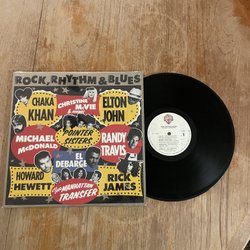 ROCK, RHYTHM & BLUES
CHAKA
KHAN
CHRISTINE
McVIE
ELTON
JOHN
MICHAEL
McDONALD
POINTER
SISTERS
RANDY
TRAVIS
EL
DEBARGE
HOWARD
HEWETT
MANHATTAN
TRANSFER
RICK
JAMES